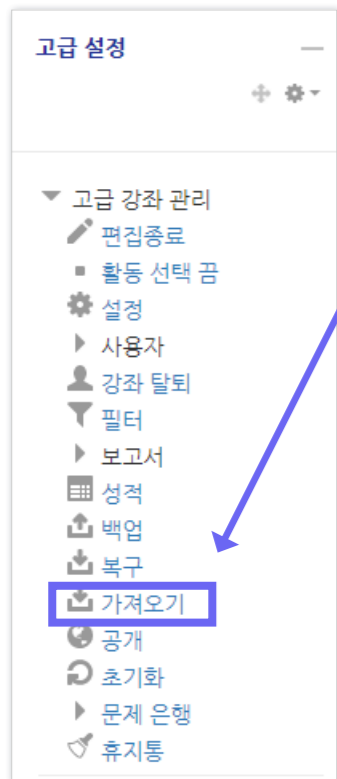 고급 설정
고급 강좌 관리
편집종료
활동 선택 끔
설정
사용자
강좌 탈퇴
필터
보고서
성적
백업
복구
가져오기
공개
초기화
문제 은행
휴지통